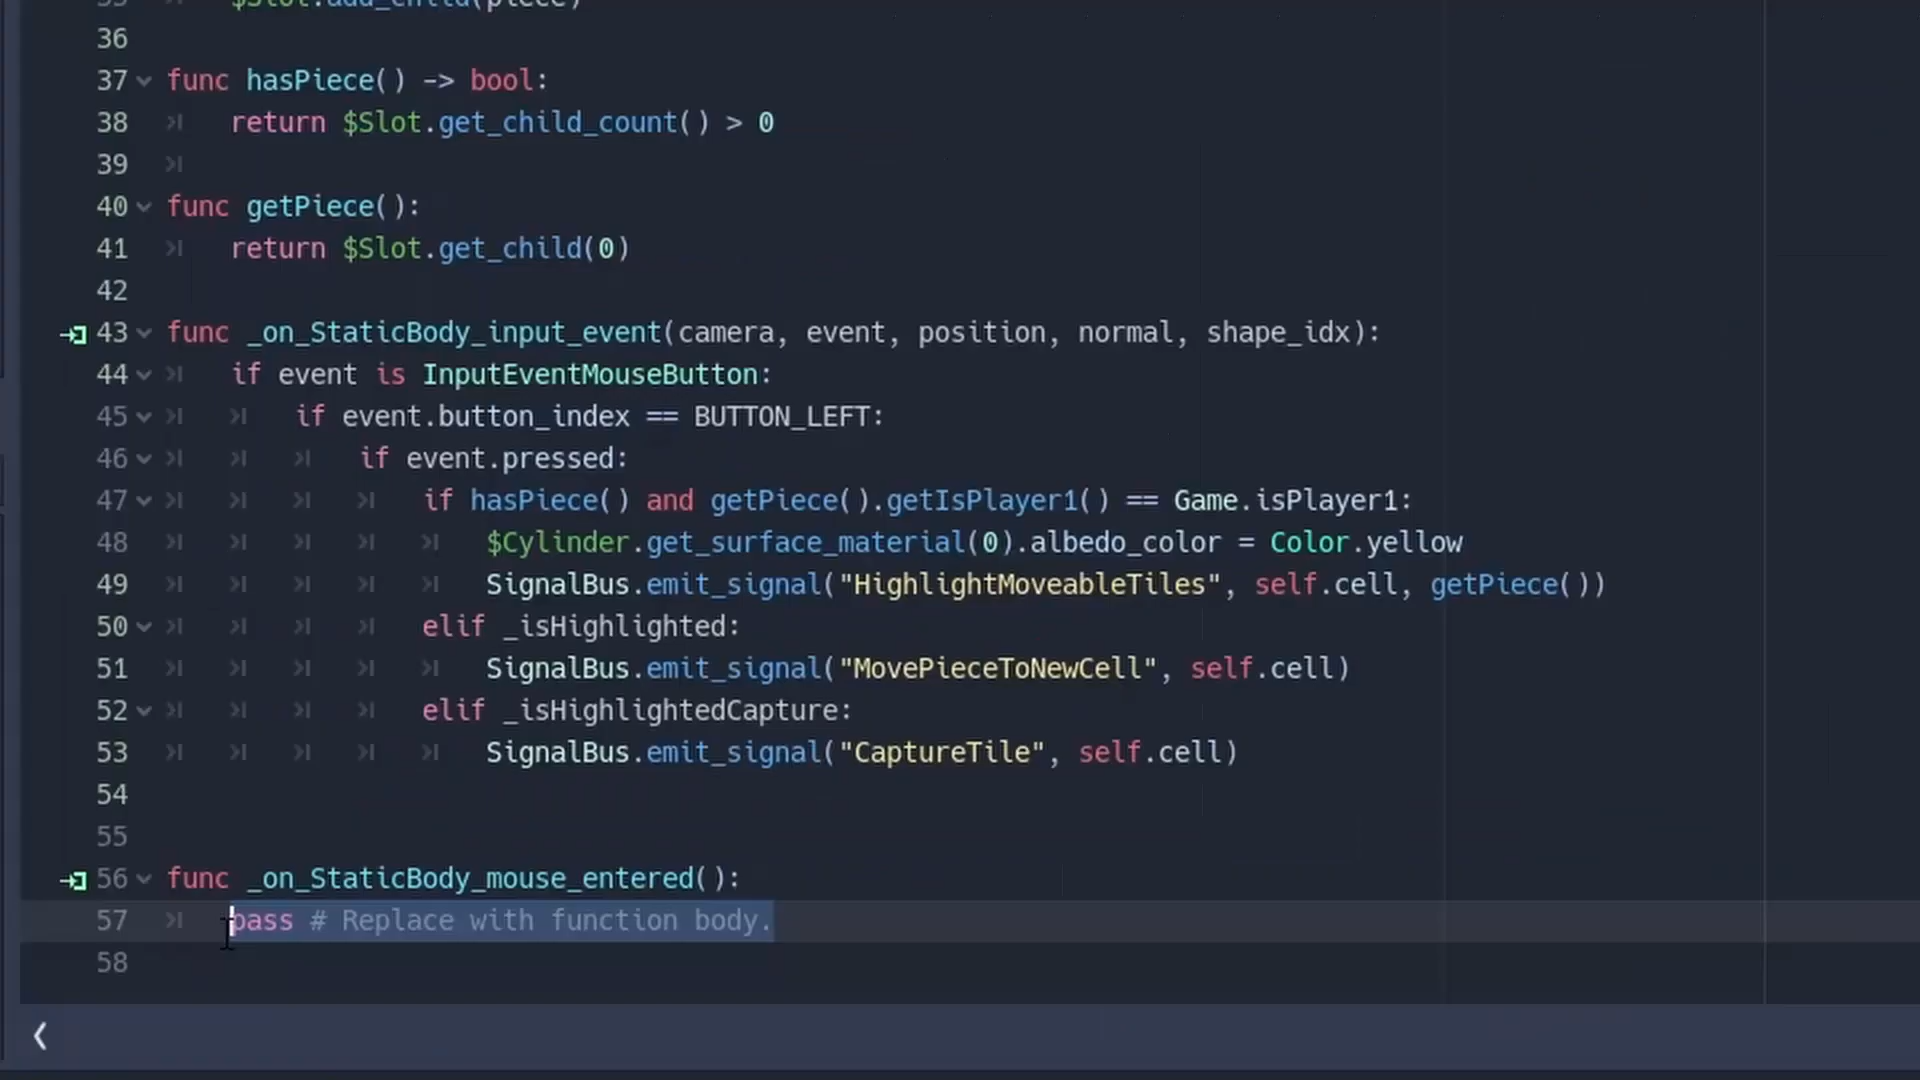 35 $Slot.add_child(piece)
36
37 func hasPiece() -> bool:
38 return $Slot.get_child_count() > 0
39
40 func getPiece():
41 return $Slot.get_child(0)
42
43 func _on_StaticBody_input_event(camera, event, position, normal, shape_idx):
44 if event is InputEventMouseButton:
45 if event.button_index == BUTTON_LEFT:
46 if event.pressed:
47 if hasPiece() and getPiece().getIsPlayer1() == Game.isPlayer1:
48 $Cylinder.get_surface_material(0).albedo_color = Color.yellow
49 SignalBus.emit_signal("HighlightMoveableTiles", self.cell, getPiece())
50 elif _isHighlighted:
51 SignalBus.emit_signal("MovePieceToNewCell", self.cell)
52 elif _isHighlightedCapture:
53 SignalBus.emit_signal("CaptureTile", self.cell)
54
55
56 func _on_StaticBody_mouse_entered():
57 pass # Replace with function body.
58